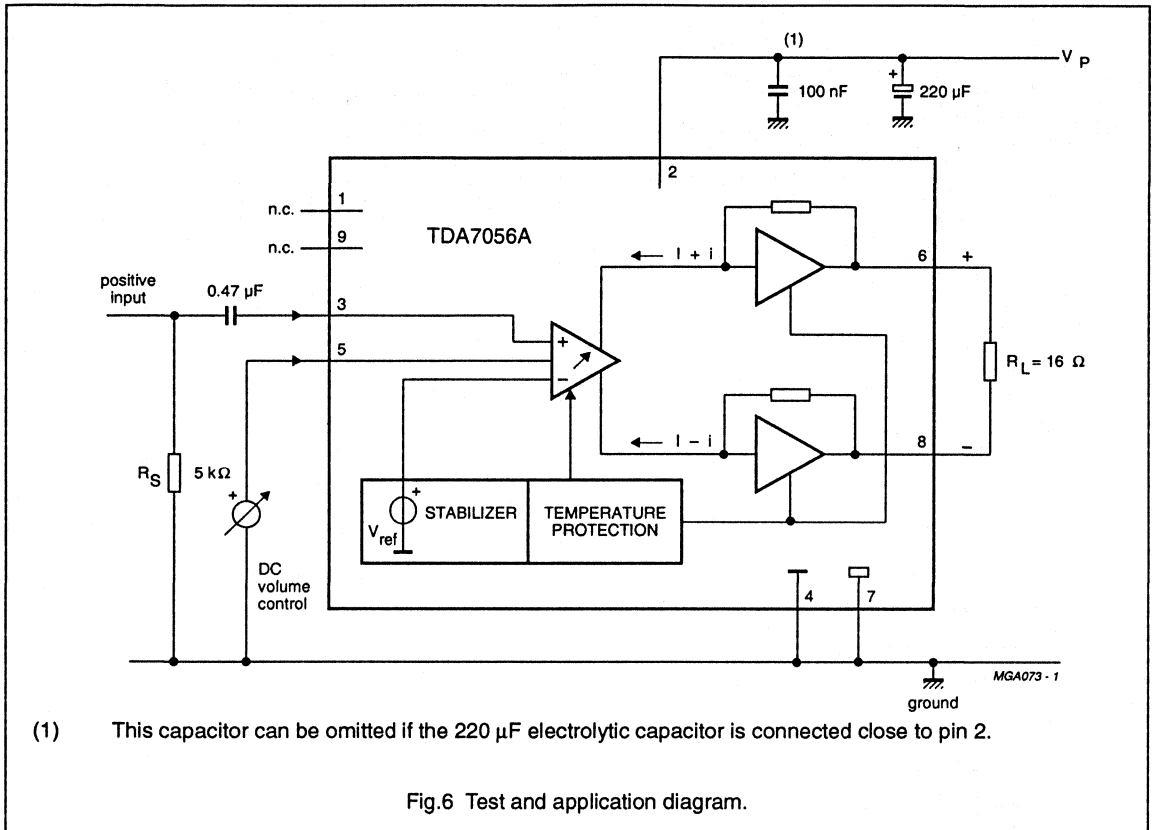 (1)
V P
100 nF
+
220 µF
2
n.c.
1
n.c.
9
TDA7056A
I + i
6
+
positive
input
0.47 µF
3
5
+
−
R L = 16 Ω
I − i
8
−
R S
5 kΩ
+
DC
volume
control
+
V ref
STABILIZER
TEMPERATURE
PROTECTION
4
7
MGA073 - 1
ground
(1) This capacitor can be omitted if the 220 µF electrolytic capacitor is connected close to pin 2.
Fig.6 Test and application diagram.